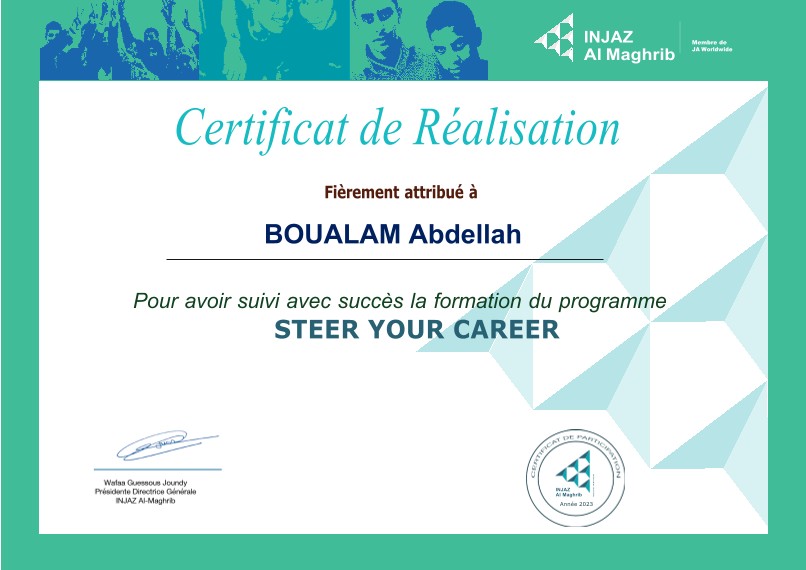 INJAZ
Al Maghrib
Membre de
JA Worldwide
Certificat de Réalisation
Fièrement attribué à
BOUALAM Abdellah
Pour avoir suivi avec succès la formation du programme
STEER YOUR CAREER
Wafaa Guessous Joundy
Présidente Directrice Générale
INJAZ Al-Maghrib
CERTIFICAT DE PARTICIPATION
INJAZ
Al Maghrib
Année 2023